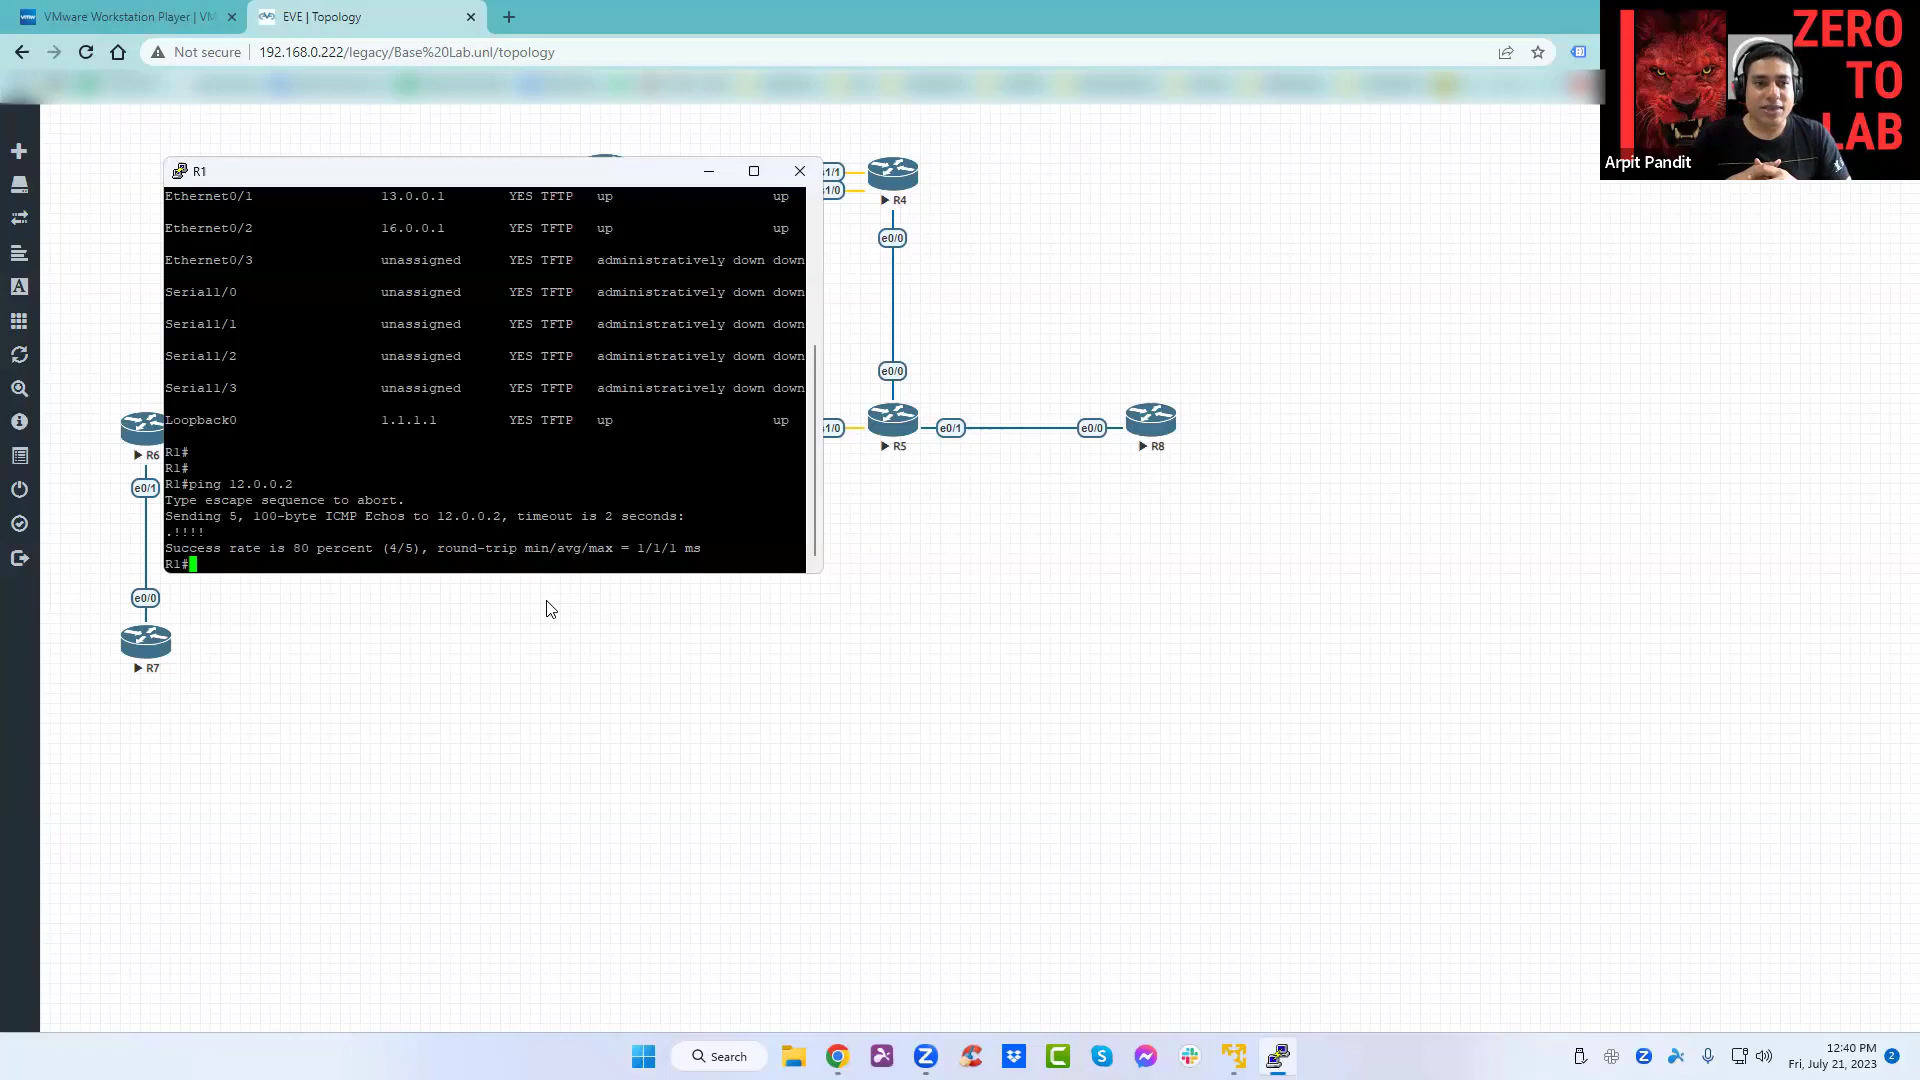 VMware Workstation Player | VM
EVE | Topology
Not secure
192.168.0.222/legacy/Base%20Lab.unl/topology
ZERO
TO
LAB
Arpit Pandit
R1
Ethernet0/1 13.0.0.1 YES TFTP up up
Ethernet0/2 16.0.0.1 YES TFTP up up
Ethernet0/3 unassigned YES TFTP administratively down down
Serial1/0 unassigned YES TFTP administratively down down
Serial1/1 unassigned YES TFTP administratively down down
Serial1/2 unassigned YES TFTP administratively down down
Serial1/3 unassigned YES TFTP administratively down down
Loopback0 1.1.1.1 YES TFTP up up
R1#
R1#
R1#ping 12.0.0.2
Type escape sequence to abort.
Sending 5, 100-byte ICMP Echos to 12.0.0.2, timeout is 2 seconds:
.!!!!
Success rate is 80 percent (4/5), round-trip min/avg/max = 1/1/1 ms
R1#
s1/1
s1/0
R4
e0/0
e0/0
s1/0
R5
e0/1
e0/0
R8
R6
e0/1
e0/0
R7
Search
12:40 PM
Fri, July 21, 2023
2